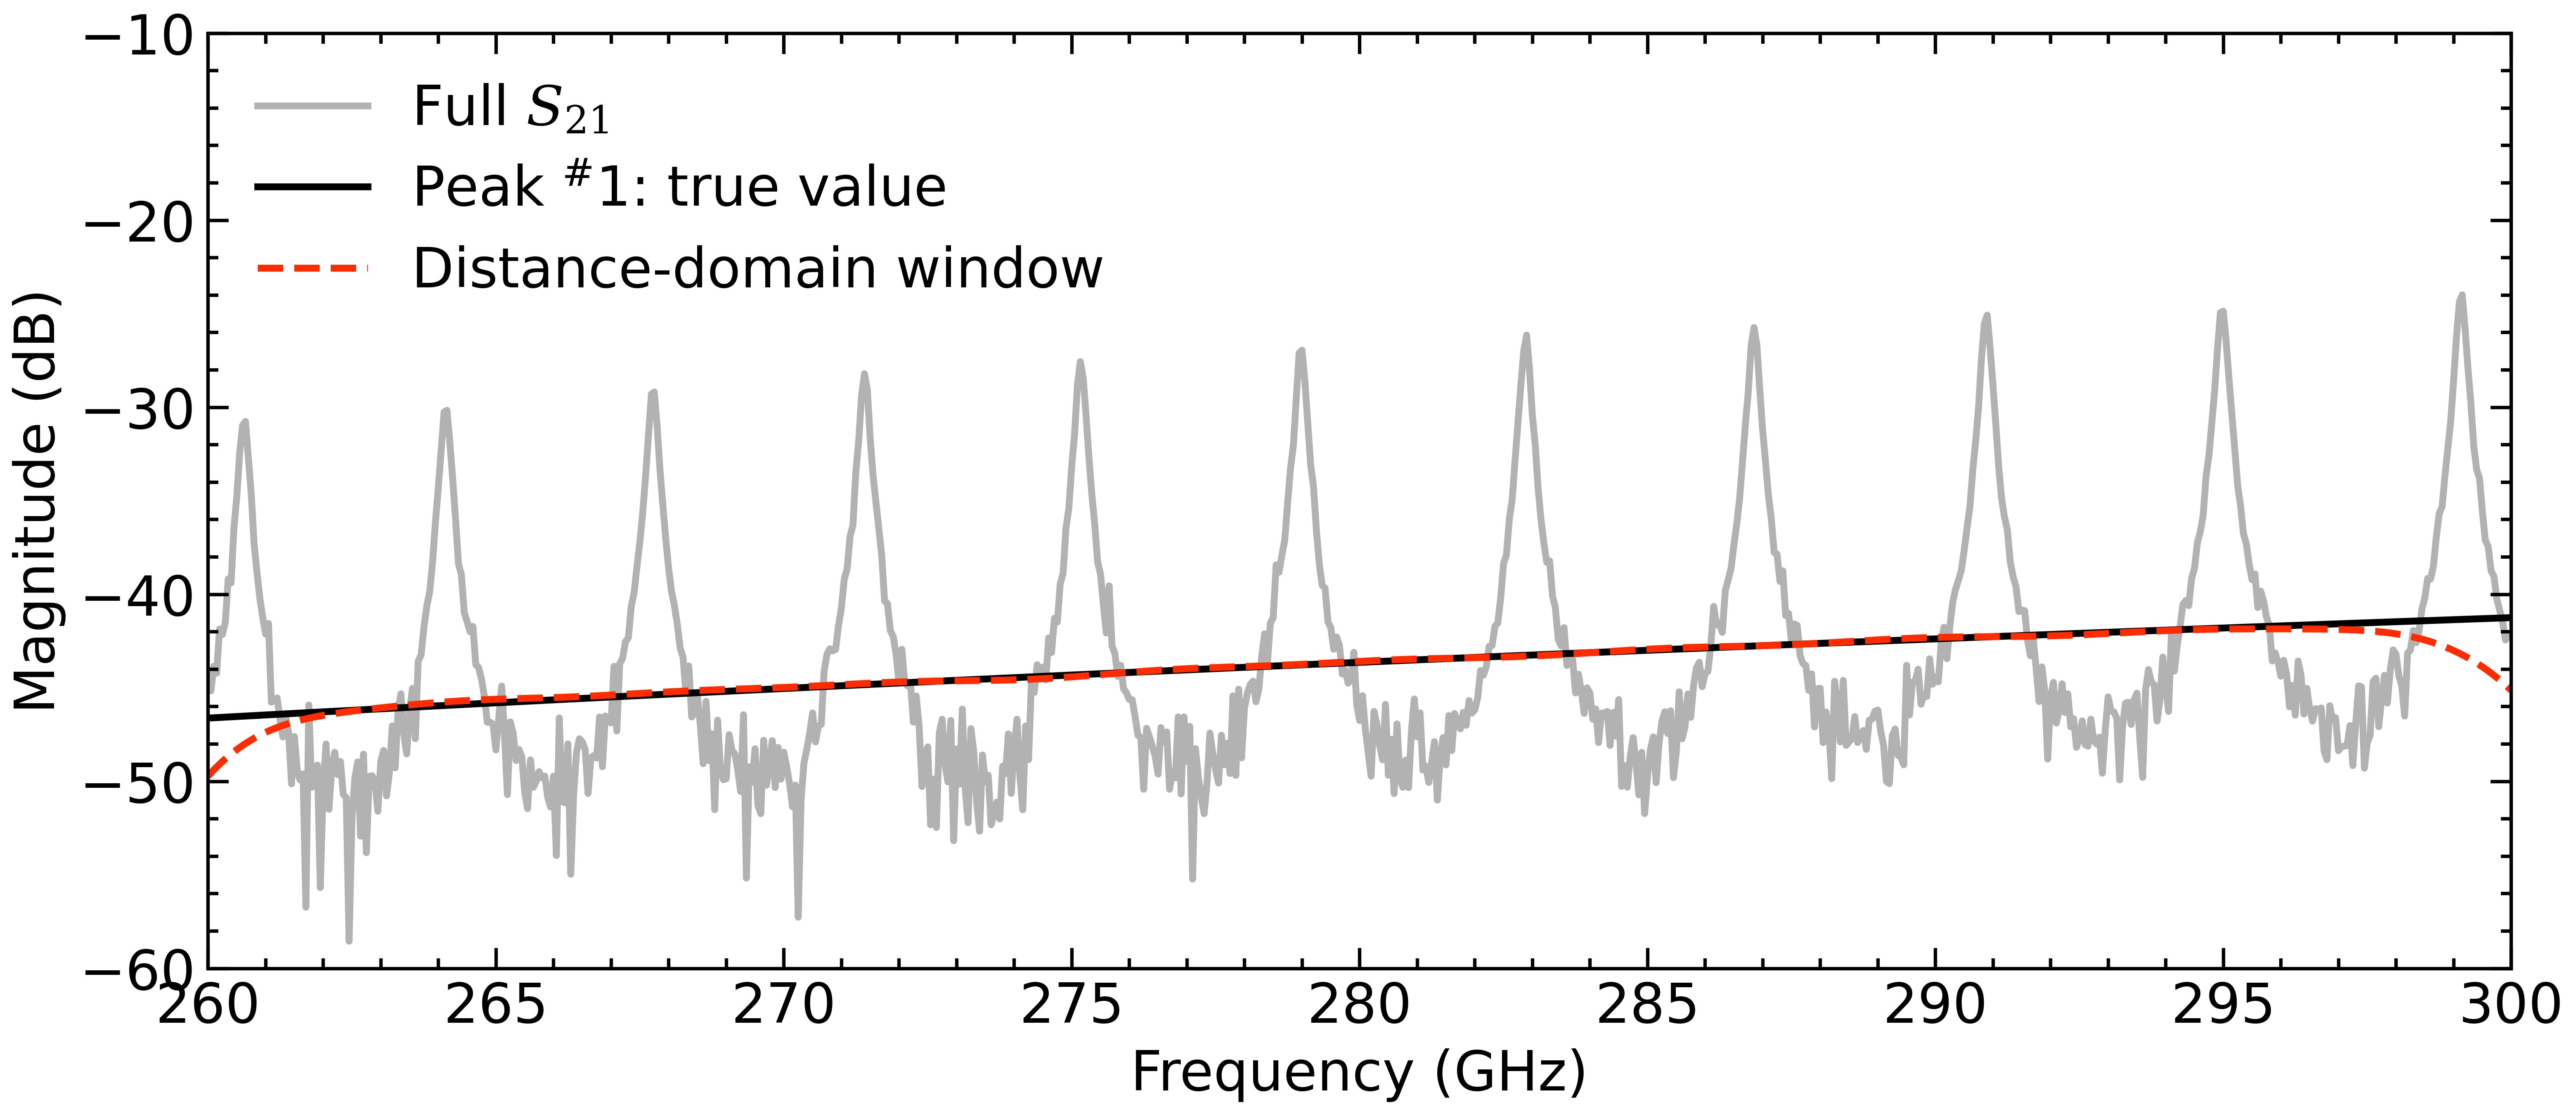 Magnitude (dB)
−10
−20
−30
−40
−50
−60
Full S₂₁
Peak #1: true value
Distance-domain window
260 265 270 275 280 285 290 295 300
Frequency (GHz)